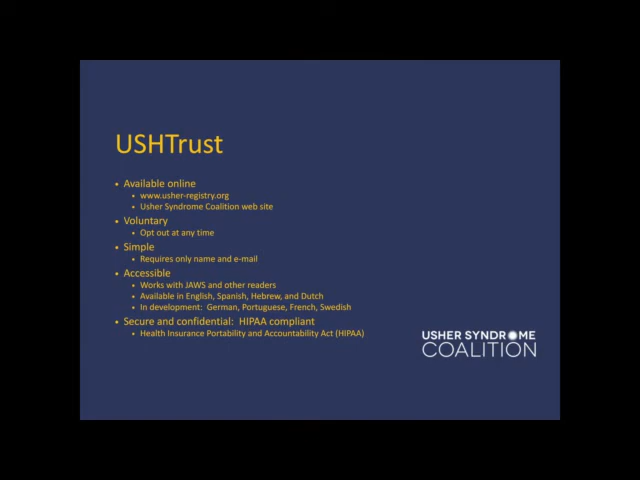 USHTrust
• Available online
• www.usher-registry.org
• Usher Syndrome Coalition web site
• Voluntary
• Opt out at any time
• Simple
• Requires only name and e-mail
• Accessible
• Works with JAWS and other readers
• Available in English, Spanish, Hebrew, and Dutch
• In development: German, Portuguese, French, Swedish
• Secure and confidential: HIPAA compliant
• Health Insurance Portability and Accountability Act (HIPAA)
USHER SYNDROME
COALITION